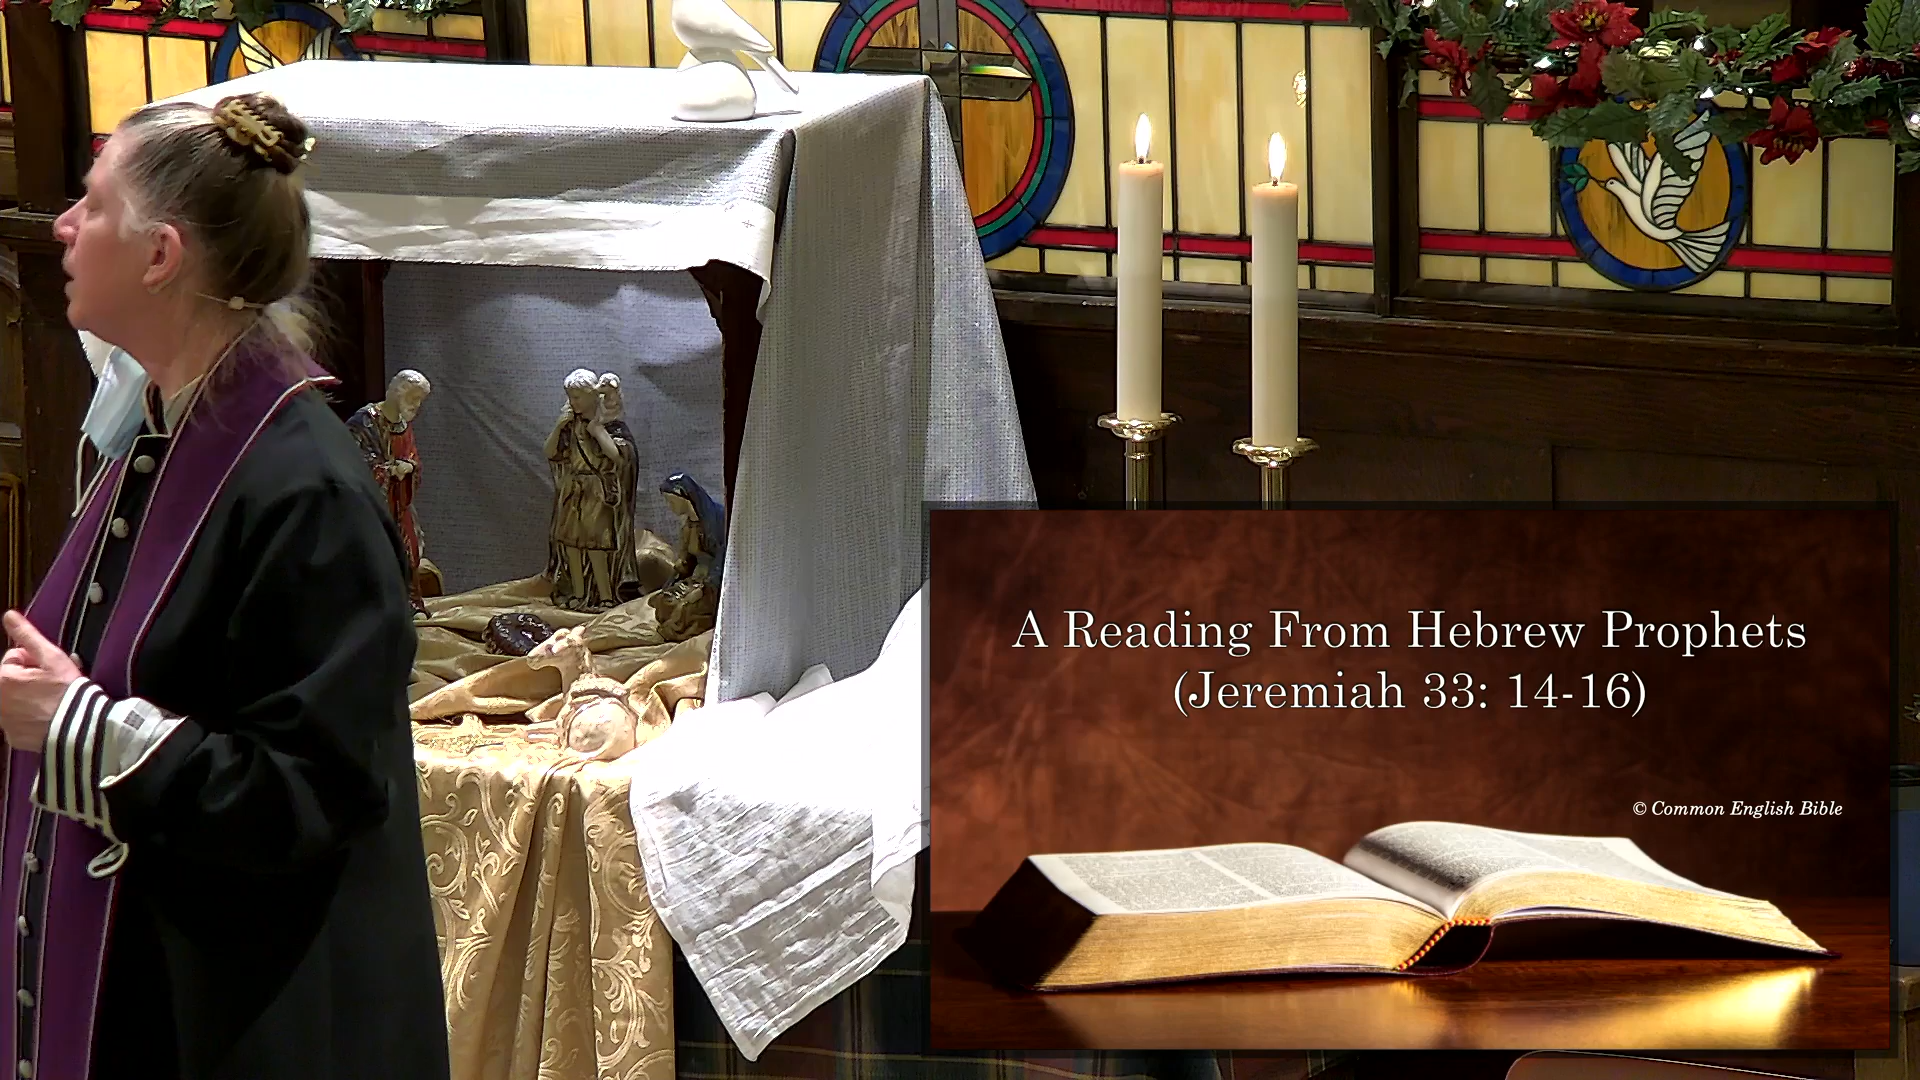 A Reading From Hebrew Prophets
(Jeremiah 33: 14-16)
© Common English Bible